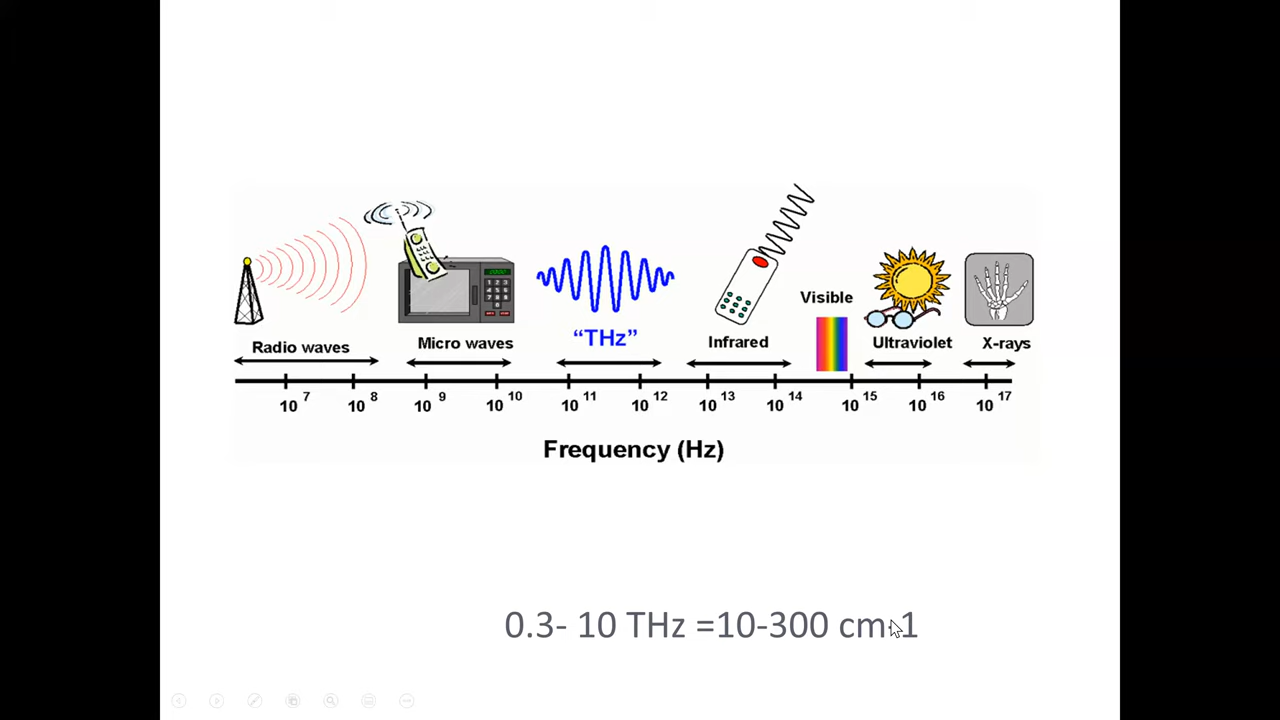 Visible
Radio waves Micro waves “THz” Infrared Ultraviolet X-rays
10 7 10 8 10 9 10 10 10 11 10 12 10 13 10 14 10 15 10 16 10 17
Frequency (Hz)
0.3- 10 THz =10-300 cm-1